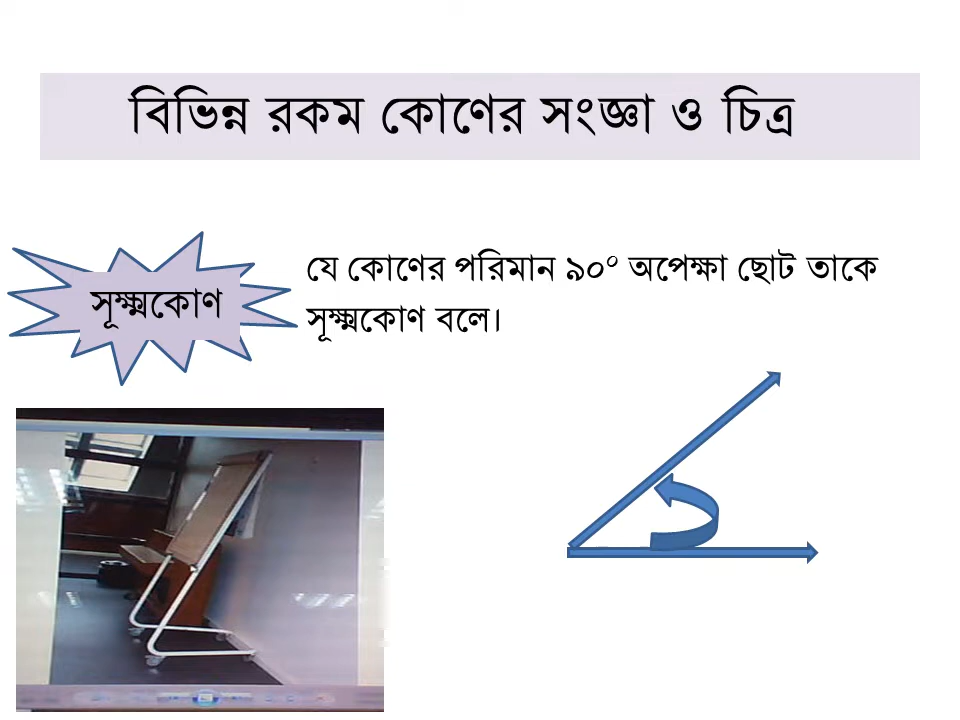 বিভিন্ন রকম কোণের সংজ্ঞা ও চিত্র
সূক্ষ্মকোণ
যে কোণের পরিমান ৯০° অপেক্ষা ছোট তাকে
সূক্ষ্মকোণ বলে।